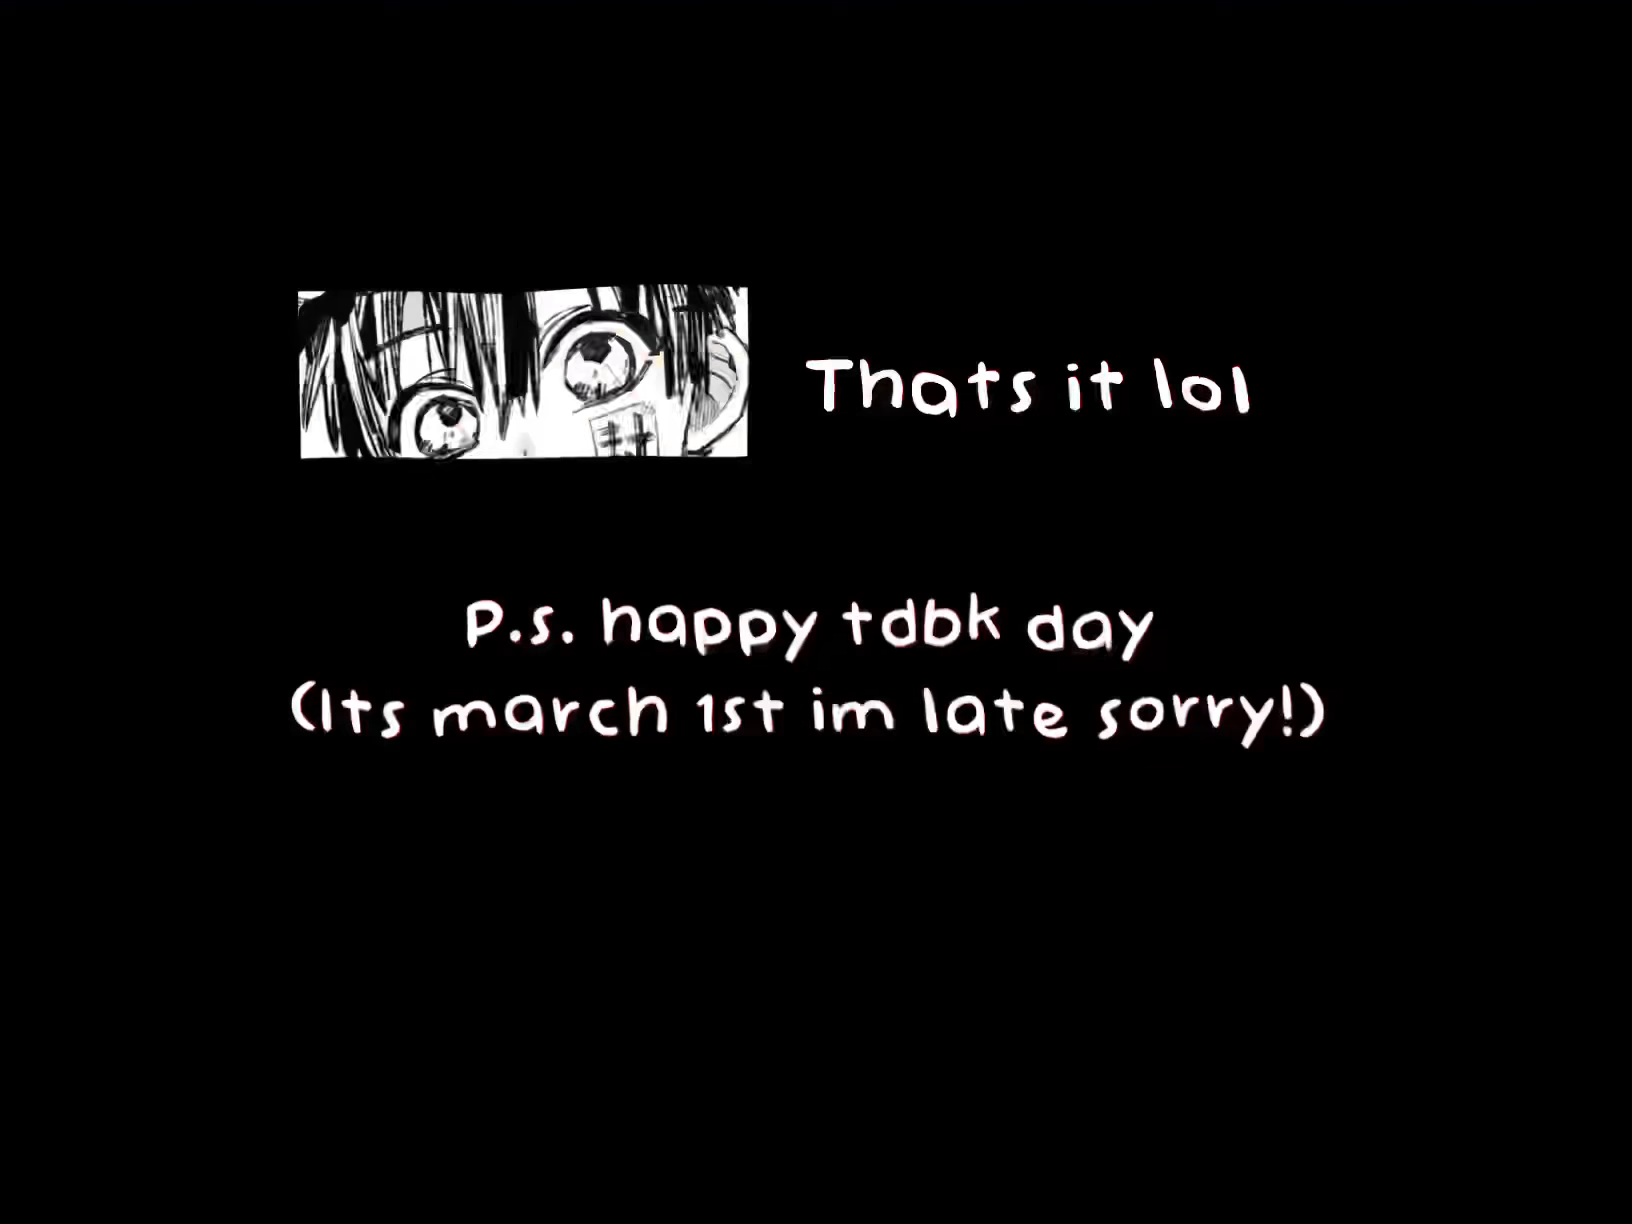 Thats it lol
P.s. happy tdbk day
(Its march 1st im late sorry!)